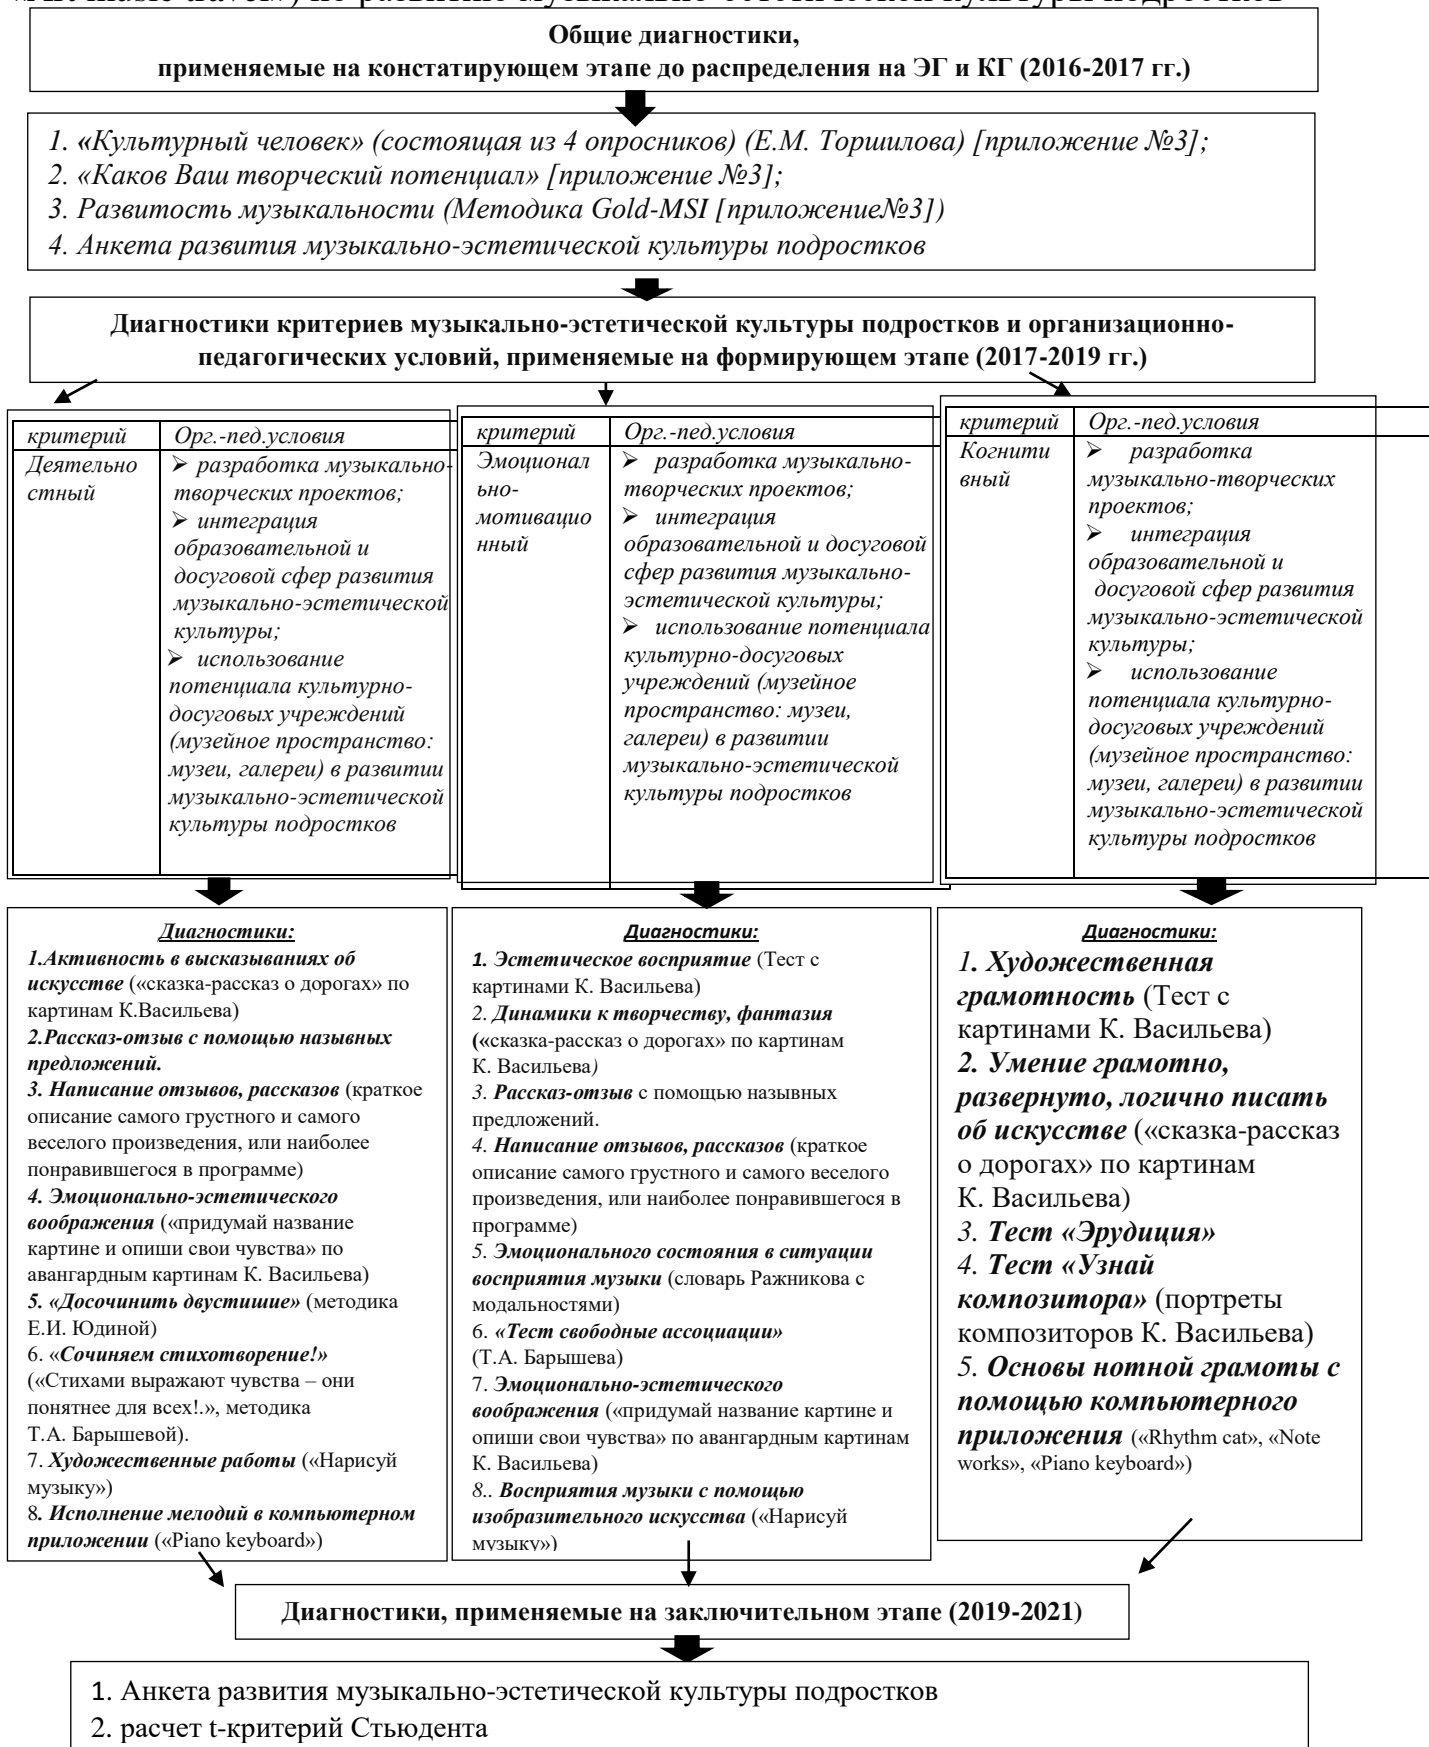 «Art-music-travel») по развитию музыкально-эстетической культуры подростков
Общие диагностики,
применяемые на констатирующем этапе до распределения на ЭГ и КГ (2016-2017 гг.)
1. «Культурный человек» (состоящая из 4 опросников) (Е.М. Торшилова) [приложение №3];
2. «Каков Ваш творческий потенциал» [приложение №3];
3. Развитость музыкальности (Методика Gold-MSI [приложение№3])
4. Анкета развития музыкально-эстетической культуры подростков
Диагностики критериев музыкально-эстетической культуры подростков и организационно-
педагогических условий, применяемые на формирующем этапе (2017-2019 гг.)
критерий
Орг.-пед.условия
Деятельно
стный
➢ разработка музыкально-
творческих проектов;
➢ интеграция
образовательной и
досуговой сфер развития
музыкально-эстетической
культуры;
➢ использование
потенциала культурно-
досуговых учреждений
(музейное пространство:
музеи, галереи) в развитии
музыкально-эстетической
культуры подростков
критерий
Орг.-пед.условия
Эмоционал
ьно-
мотивацио
нный
➢ разработка музыкально-
творческих проектов;
➢ интеграция
образовательной и досуговой
сфер развития музыкально-
эстетической культуры;
➢ использование потенциала
культурно-досуговых
учреждений (музейное
пространство: музеи,
галереи) в развитии
музыкально-эстетической
культуры подростков
критерий
Орг.-пед.условия
Когнити
вный
➢ разработка
музыкально-творческих
проектов;
➢ интеграция
образовательной и
досуговой сфер развития
музыкально-эстетической
культуры;
➢ использование
потенциала культурно-
досуговых учреждений
(музейное пространство:
музеи, галереи) в развитии
музыкально-эстетической
культуры подростков
Диагностики:
1.Активность в высказываниях об
искусстве («сказка-рассказ о дорогах» по
картинам К.Васильева)
2.Рассказ-отзыв с помощью назывных
предложений.
3. Написание отзывов, рассказов (краткое
описание самого грустного и самого
веселого произведения, или наиболее
понравившегося в программе)
4. Эмоционально-эстетического
воображения («придумай название
картине и опиши свои чувства» по
авангардным картинам К. Васильева)
5. «Досочинить двустишие» (методика
Е.И. Юдиной)
6. «Сочиняем стихотворение!»
(«Стихами выражают чувства – они
понятнее для всех!.», методика
Т.А. Барышевой).
7. Художественные работы («Нарисуй
музыку»)
8. Исполнение мелодий в компьютерном
приложении («Piano keyboard»)
Диагностики:
1. Эстетическое восприятие (Тест с
картинами К. Васильева)
2. Динамики к творчеству, фантазия
(«сказка-рассказ о дорогах» по картинам
К. Васильева)
3. Рассказ-отзыв с помощью назывных
предложений.
4. Написание отзывов, рассказов (краткое
описание самого грустного и самого веселого
произведения, или наиболее понравившегося в
программе)
5. Эмоционального состояния в ситуации
восприятия музыки (словарь Ражникова с
модальностями)
6. «Тест свободные ассоциации»
(Т.А. Барышева)
7. Эмоционально-эстетического
воображения («придумай название картине и
опиши свои чувства» по авангардным картинам
К. Васильева)
8.. Восприятия музыки с помощью
изобразительного искусства («Нарисуй
музыку»)
Диагностики:
1. Художественная
грамотность (Тест с
картинами К. Васильева)
2. Умение грамотно,
развернуто, логично писать
об искусстве («сказка-рассказ
о дорогах» по картинам
К. Васильева)
3. Тест «Эрудиция»
4. Тест «Узнай
композитора» (портреты
композиторов К. Васильева)
5. Основы нотной грамоты с
помощью компьютерного
приложения («Rhythm cat», «Note
works», «Piano keyboard»)
Диагностики, применяемые на заключительном этапе (2019-2021)
1. Анкета развития музыкально-эстетической культуры подростков
2. расчет t-критерий Стьюдента